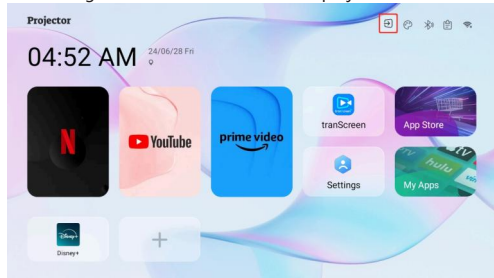 Projector
04:52 AM
24/06/28 Fri
N
YouTube
prime video
tranScreen
App Store
Settings
hulu
My Apps
Disney+
Disney+